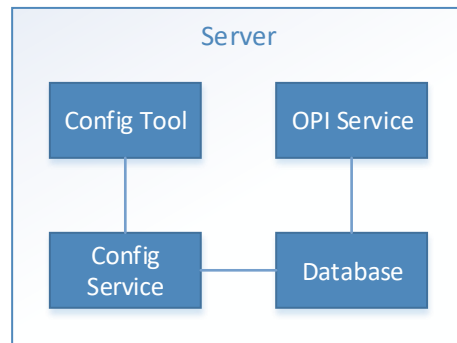 Server
Config Tool
OPI Service
Config
Service
Database